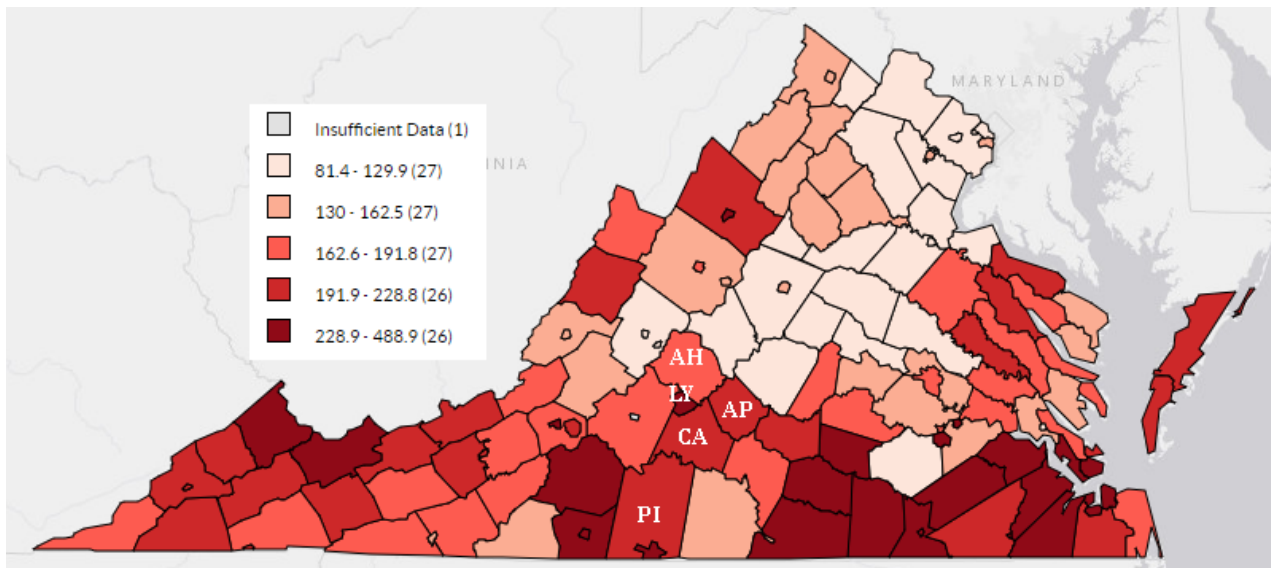 MARYLAND
INIA
Insufficient Data (1)
81.4 - 129.9 (27)
130 - 162.5 (27)
162.6 - 191.8 (27)
191.9 - 228.8 (26)
228.9 - 488.9 (26)
AH
LY
AP
CA
PI